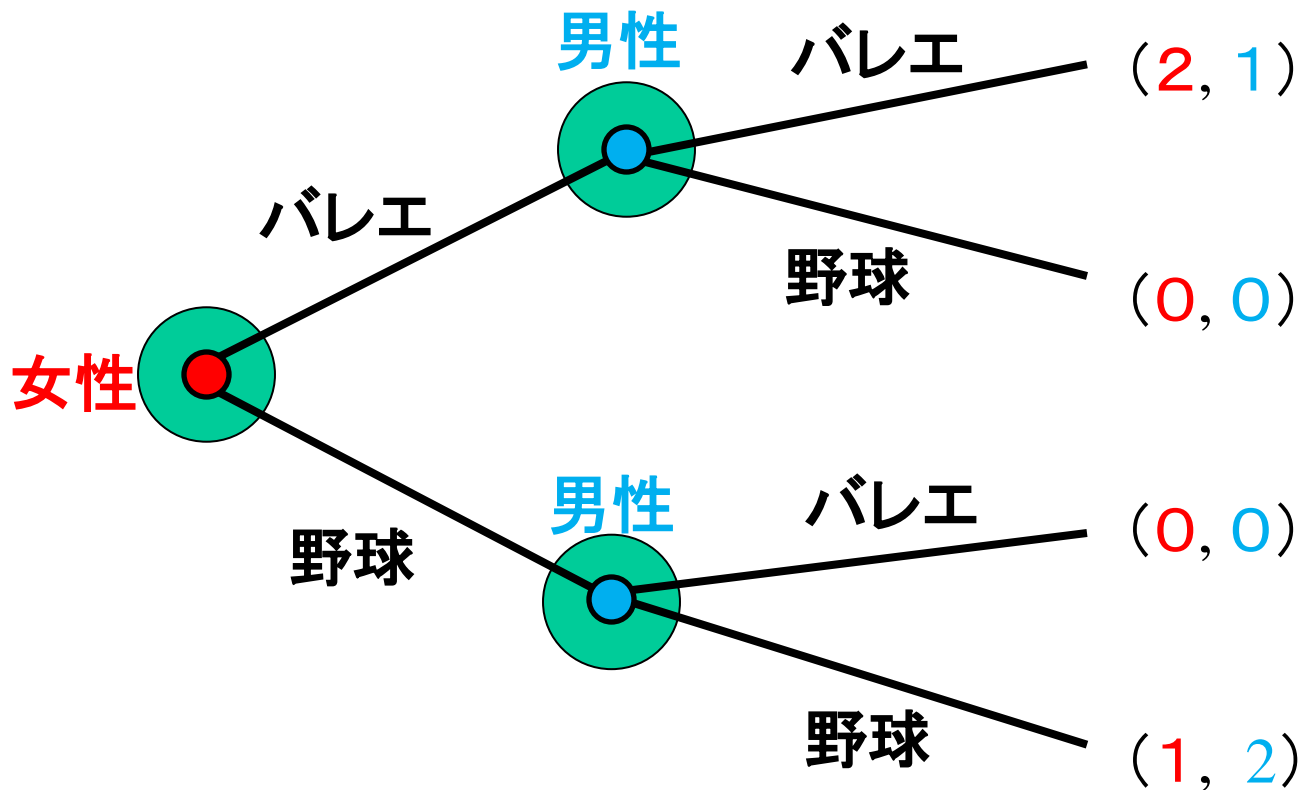 男性
バレエ
(2, 1)
バレエ
野球
(0, 0)
女性
男性
バレエ
(0, 0)
野球
野球
(1, 2)